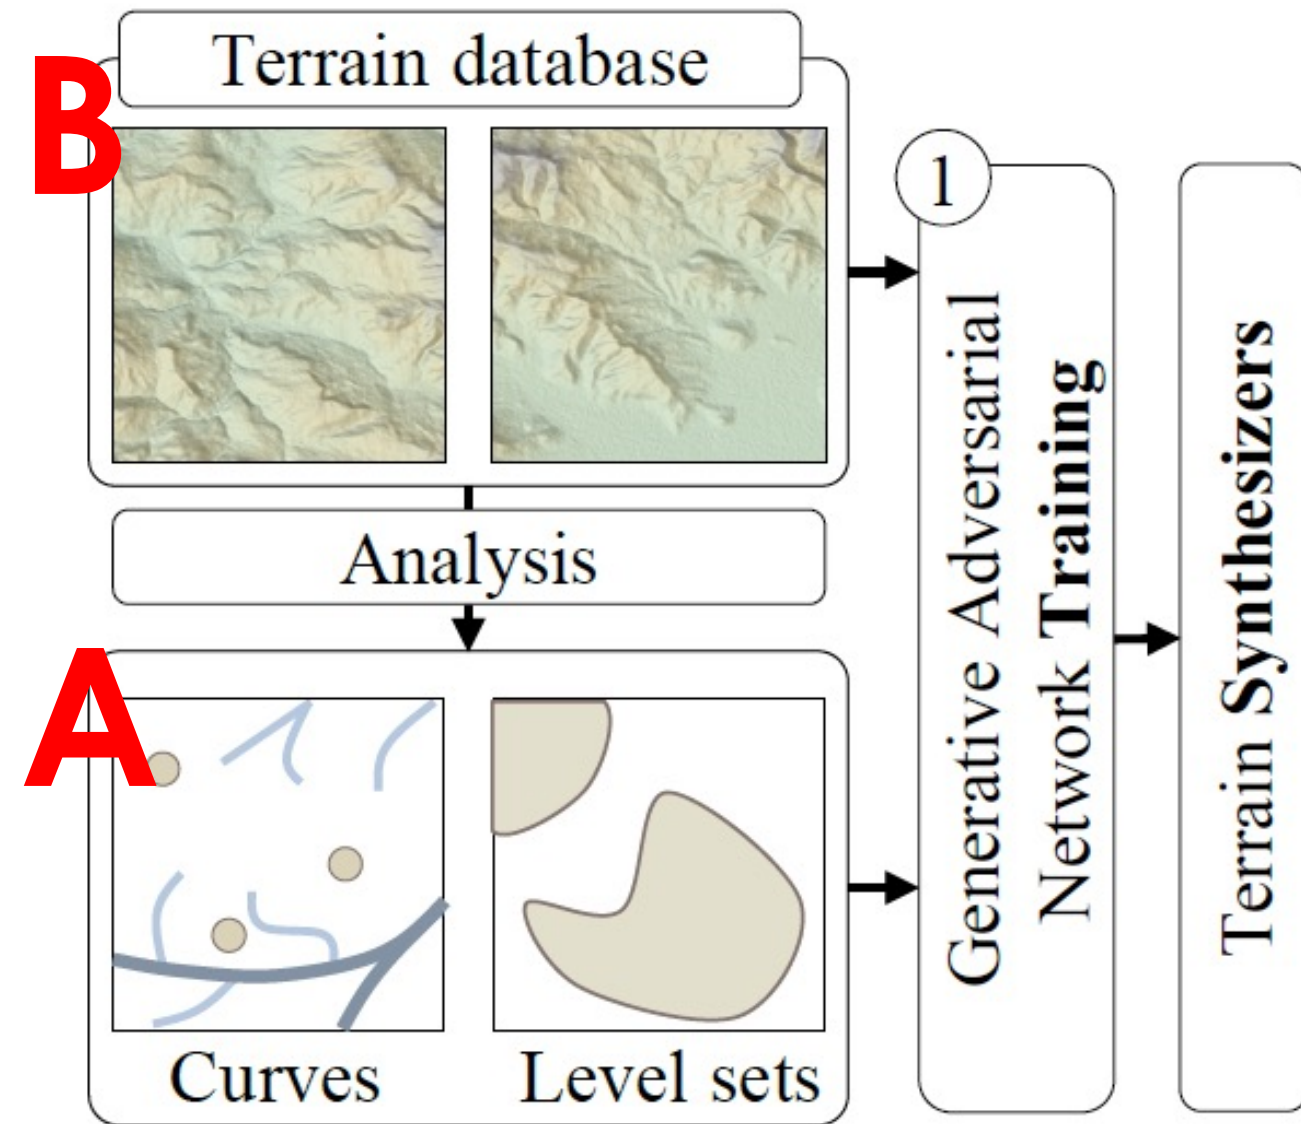 B
Terrain database
1
Generative Adversarial
Network Training
Terrain Synthesizers
Analysis
A
Curves
Level sets